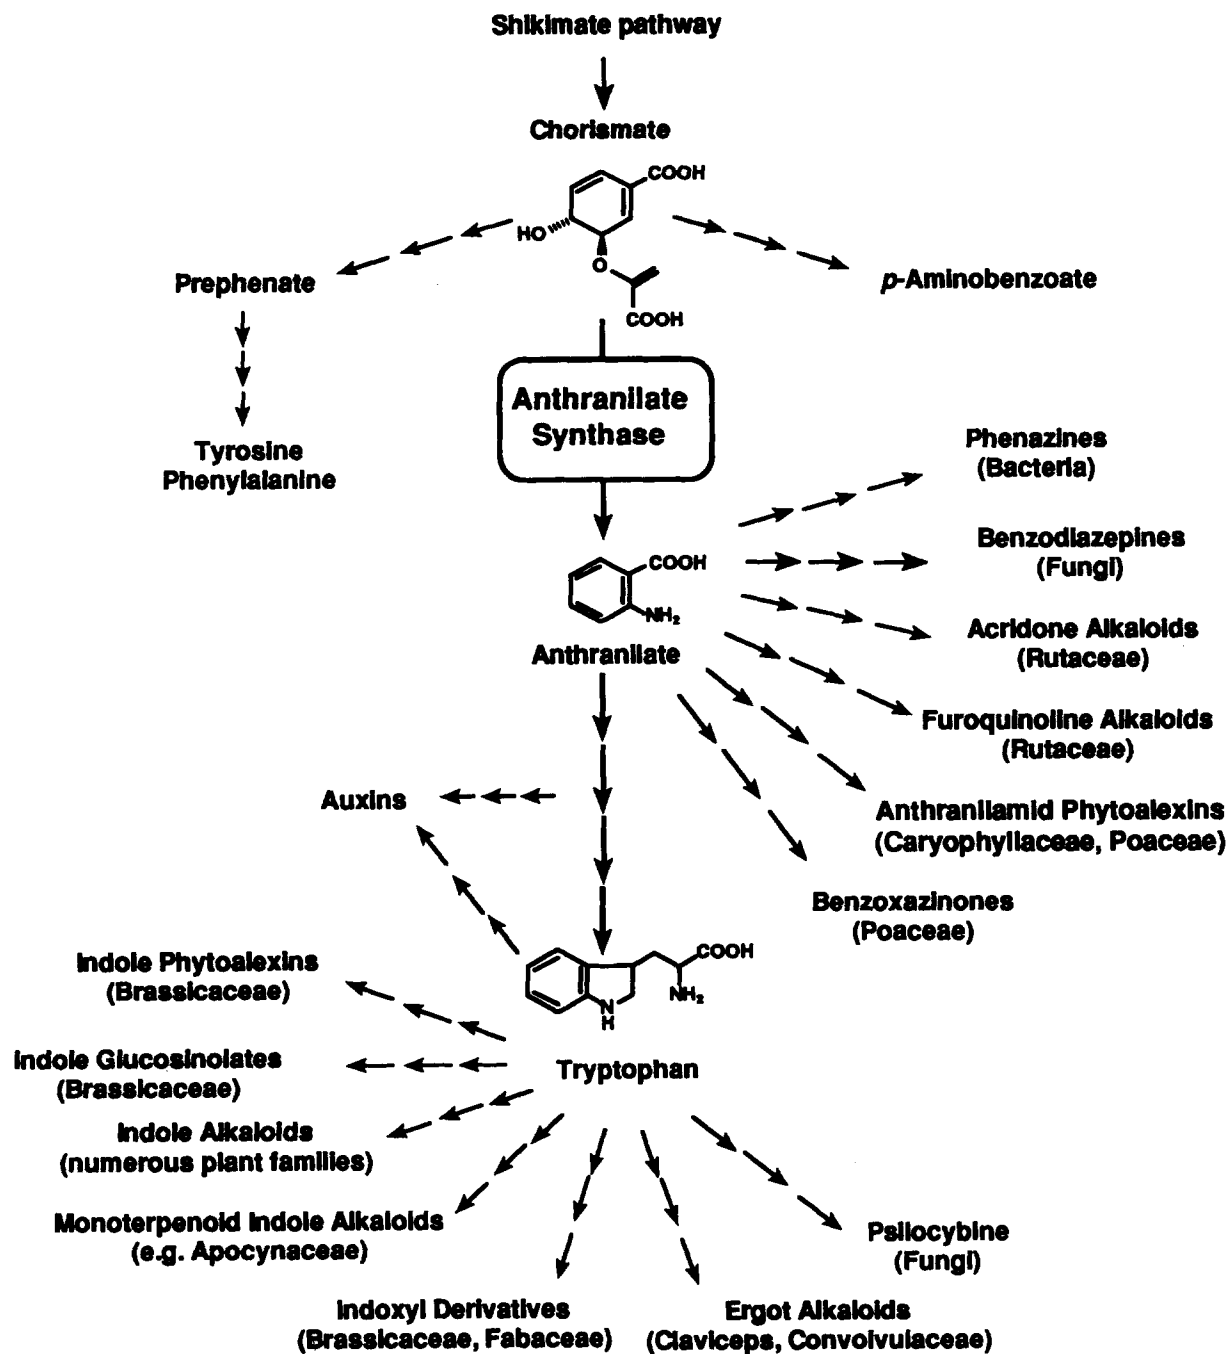 Shikimate pathway
Chorismate
COOH
HO
O
COOH
Prephenate
p-Aminobenzoate
Anthranilate
Synthase
Tyrosine
Phenylalanine
Phenazines
(Bacteria)
Benzodiazepines
(Fungi)
COOH
NH2
Anthranilate
Acridone Alkaloids
(Rutaceae)
Furoquinoline Alkaloids
(Rutaceae)
Auxins
Anthranilamid Phytoalexins
(Caryophyllaceae, Poaceae)
Benzoxazinones
(Poaceae)
COOH
NH2
N
H
Indole Phytoalexins
(Brassicaceae)
Indole Glucosinolates
(Brassicaceae)
Tryptophan
Indole Alkaloids
(numerous plant families)
Monoterpenoid Indole Alkaloids
(e.g. Apocynaceae)
Psilocybine
(Fungi)
Indoxyl Derivatives
(Brassicaceae, Fabaceae)
Ergot Alkaloids
(Claviceps, Convolvulaceae)